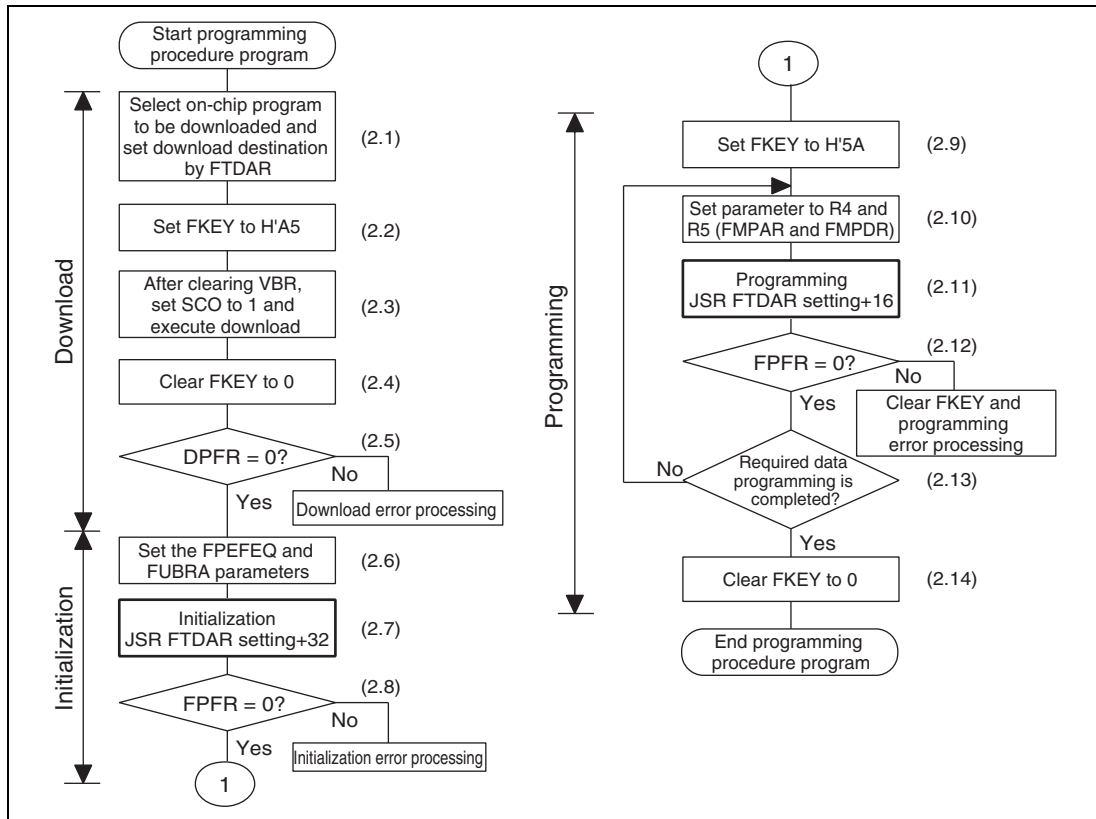 Start programming
procedure program
Download
Select on-chip program
to be downloaded and
set download destination
by FTDAR
(2.1)
Set FKEY to H'A5
(2.2)
After clearing VBR,
set SCO to 1 and
execute download
(2.3)
Clear FKEY to 0
(2.4)
DPFR = 0?
(2.5)
No
Yes
Download error processing
Initialization
Set the FPEFEQ and
FUBRA parameters
(2.6)
Initialization
JSR FTDAR setting+32
(2.7)
FPFR = 0?
(2.8)
No
Yes
Initialization error processing
1
1
Programming
Set FKEY to H'5A
(2.9)
Set parameter to R4 and
R5 (FMPAR and FMPDR)
(2.10)
Programming
JSR FTDAR setting+16
(2.11)
FPFR = 0?
(2.12)
No
Yes
Clear FKEY and
programming
error processing
No
Required data
programming is
completed?
(2.13)
Yes
Clear FKEY to 0
(2.14)
End programming
procedure program